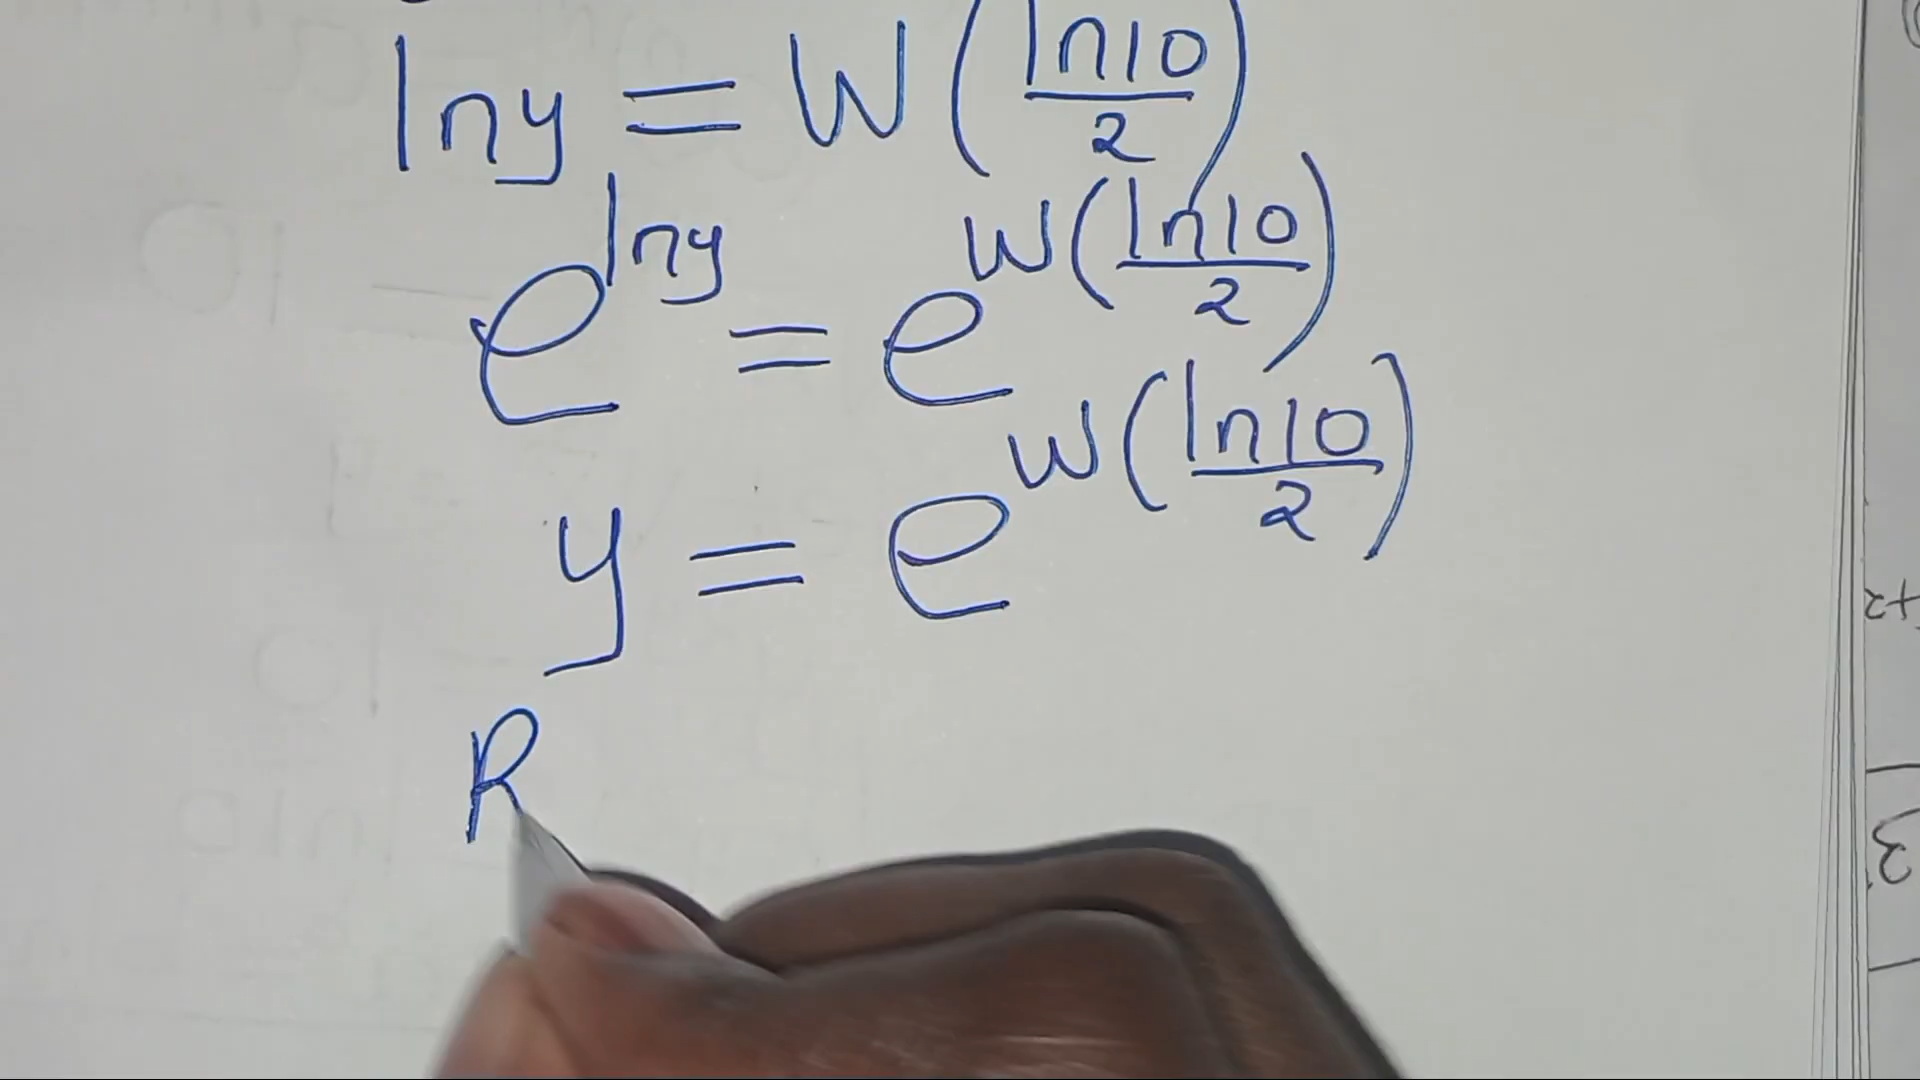 ln y = W(ln10/2)
e^ln y = e^W(ln10/2)
y = e^W(ln10/2)
R